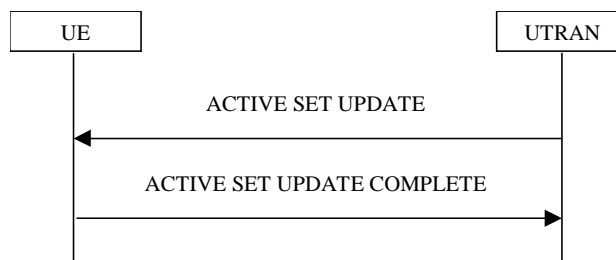 UE
UTRAN
ACTIVE SET UPDATE
ACTIVE SET UPDATE COMPLETE